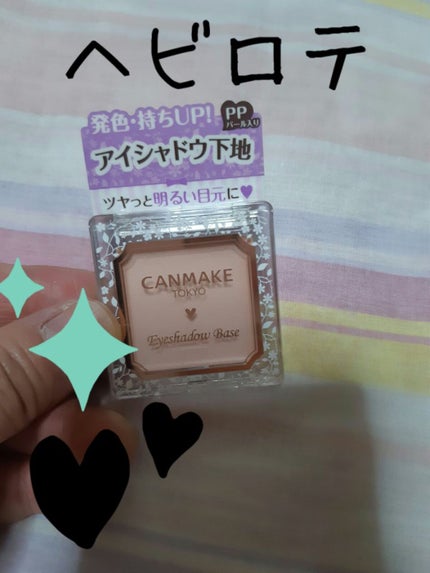 ヘビロテ
発色・持ちUP!
PP
パール入り
アイシャドウ下地
ツヤっと明るい目元に♥
CANMAKE
TOKYO
Eyeshadow Base